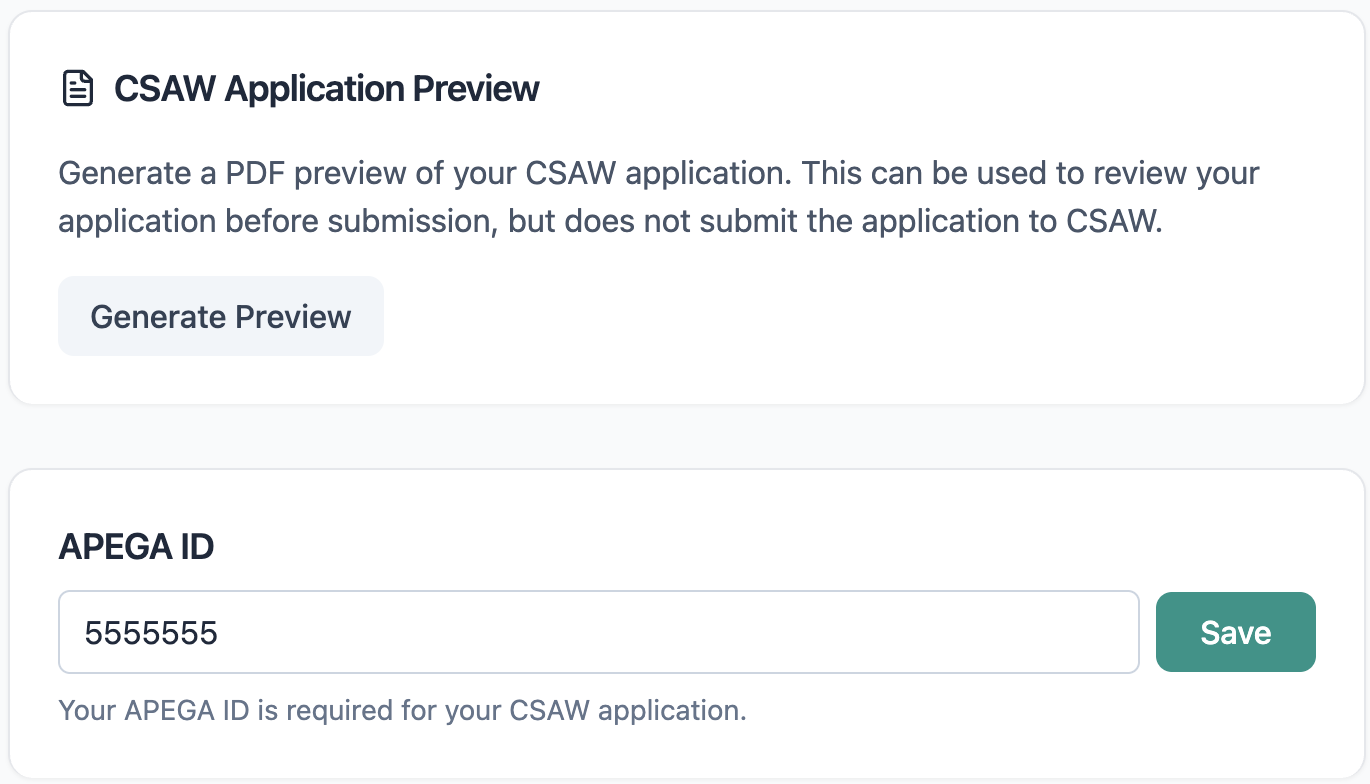 CSAW Application Preview
Generate a PDF preview of your CSAW application. This can be used to review your
application before submission, but does not submit the application to CSAW.
Generate Preview
APEGA ID
5555555
Save
Your APEGA ID is required for your CSAW application.